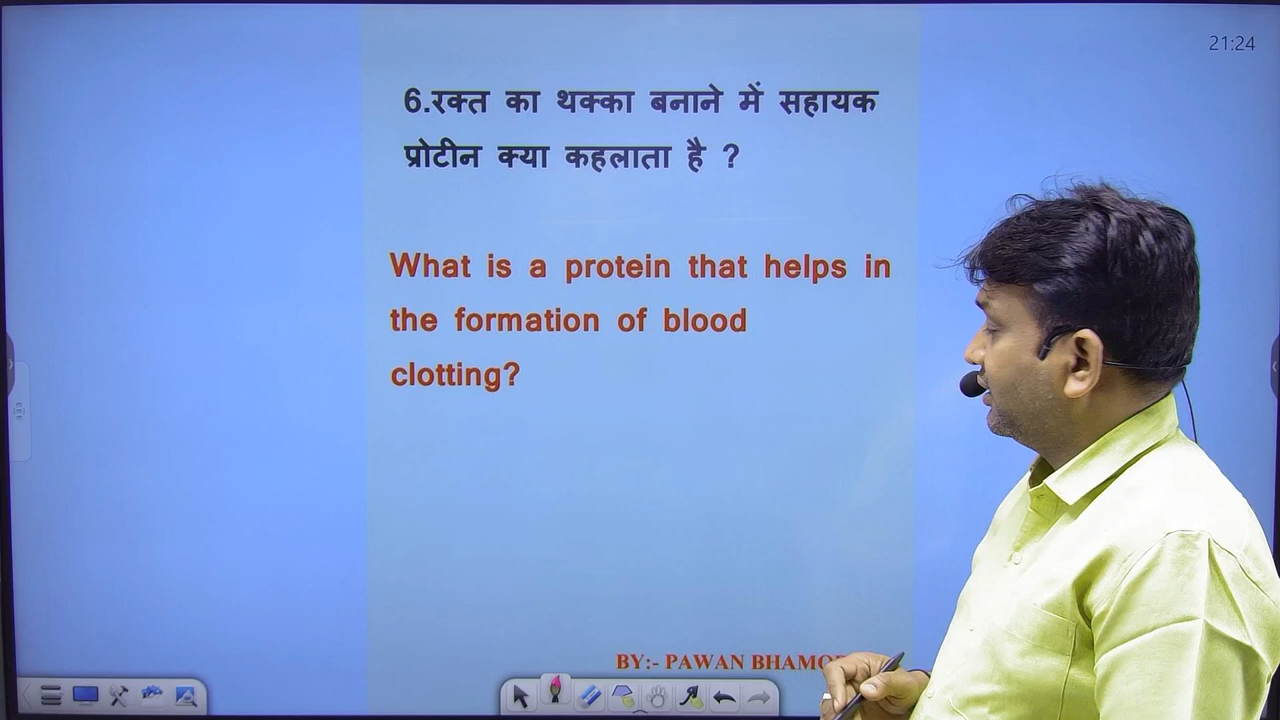 21:24
6.रक्त का थक्का बनाने में सहायक
प्रोटीन क्या कहलाता है ?
What is a protein that helps in
the formation of blood
clotting?
BY:- PAWAN